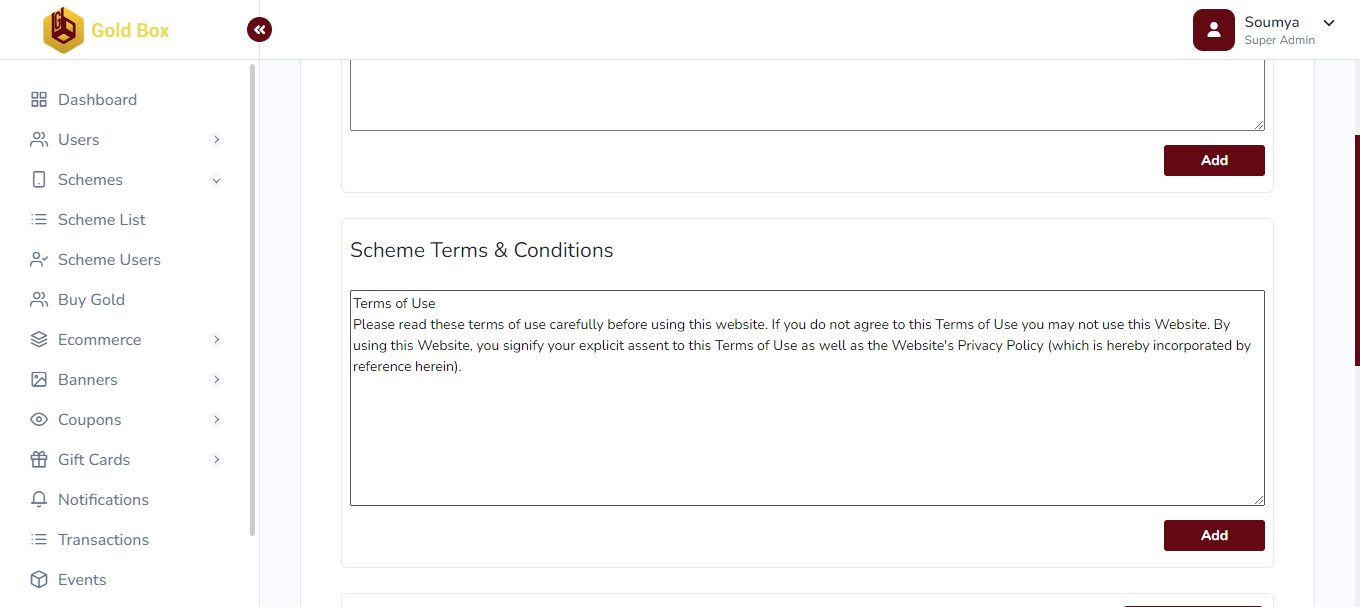 Gold Box
Soumya
Super Admin
Dashboard
Users
Schemes
Scheme List
Scheme Users
Buy Gold
Ecommerce
Banners
Coupons
Gift Cards
Notifications
Transactions
Events
Add
Scheme Terms & Conditions
Terms of Use
Please read these terms of use carefully before using this website. If you do not agree to this Terms of Use you may not use this Website. By
using this Website, you signify your explicit assent to this Terms of Use as well as the Website's Privacy Policy (which is hereby incorporated by
reference herein).
Add